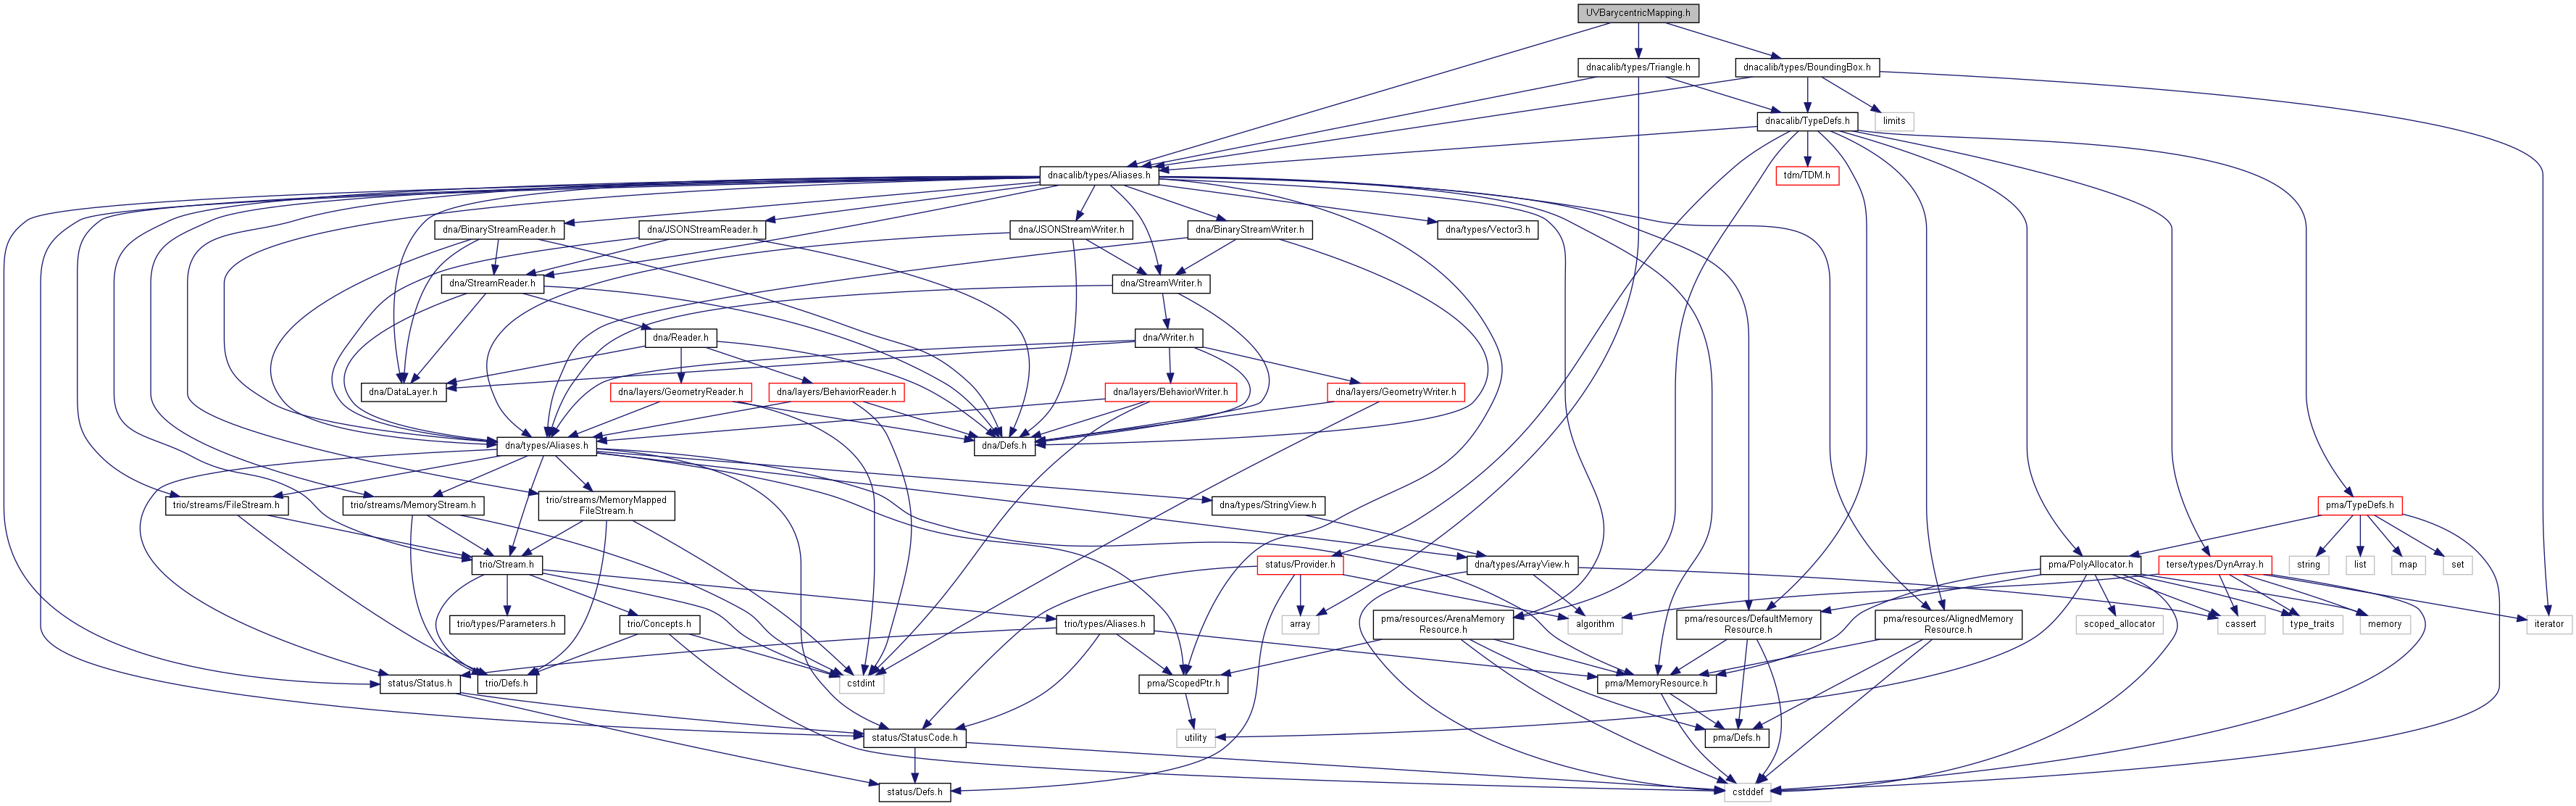 UVBarycentricMapping.h
dnacalib/types/Triangle.h
dnacalib/types/BoundingBox.h
dnacalib/TypeDefs.h
limits
dnacalib/types/Aliases.h
tdm/TDM.h
dna/BinaryStreamReader.h
dna/JSONStreamReader.h
dna/JSONStreamWriter.h
dna/BinaryStreamWriter.h
dna/types/Vector3.h
dna/StreamReader.h
dna/StreamWriter.h
dna/Reader.h
dna/Writer.h
dna/DataLayer.h
dna/layers/GeometryReader.h
dna/layers/BehaviorReader.h
dna/layers/BehaviorWriter.h
dna/layers/GeometryWriter.h
dna/types/Aliases.h
dna/Defs.h
trio/streams/FileStream.h
trio/streams/MemoryStream.h
trio/streams/MemoryMapped
FileStream.h
dna/types/StringView.h
pma/TypeDefs.h
trio/Stream.h
status/Provider.h
dna/types/ArrayView.h
pma/PolyAllocator.h
terse/types/DynArray.h
string
list
map
set
trio/types/Parameters.h
trio/Concepts.h
trio/types/Aliases.h
array
pma/resources/ArenaMemory
Resource.h
algorithm
pma/resources/DefaultMemory
Resource.h
pma/resources/AlignedMemory
Resource.h
scoped_allocator
cassert
type_traits
memory
iterator
status/Status.h
trio/Defs.h
cstdint
pma/ScopedPtr.h
pma/MemoryResource.h
status/StatusCode.h
utility
pma/Defs.h
status/Defs.h
cstddef